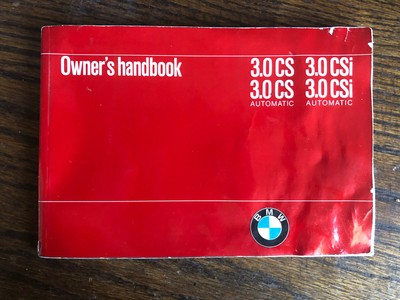 Owner's handbook
3.0 CS 3.0 CSi
3.0 CS 3.0 CSi
AUTOMATIC AUTOMATIC
BMW